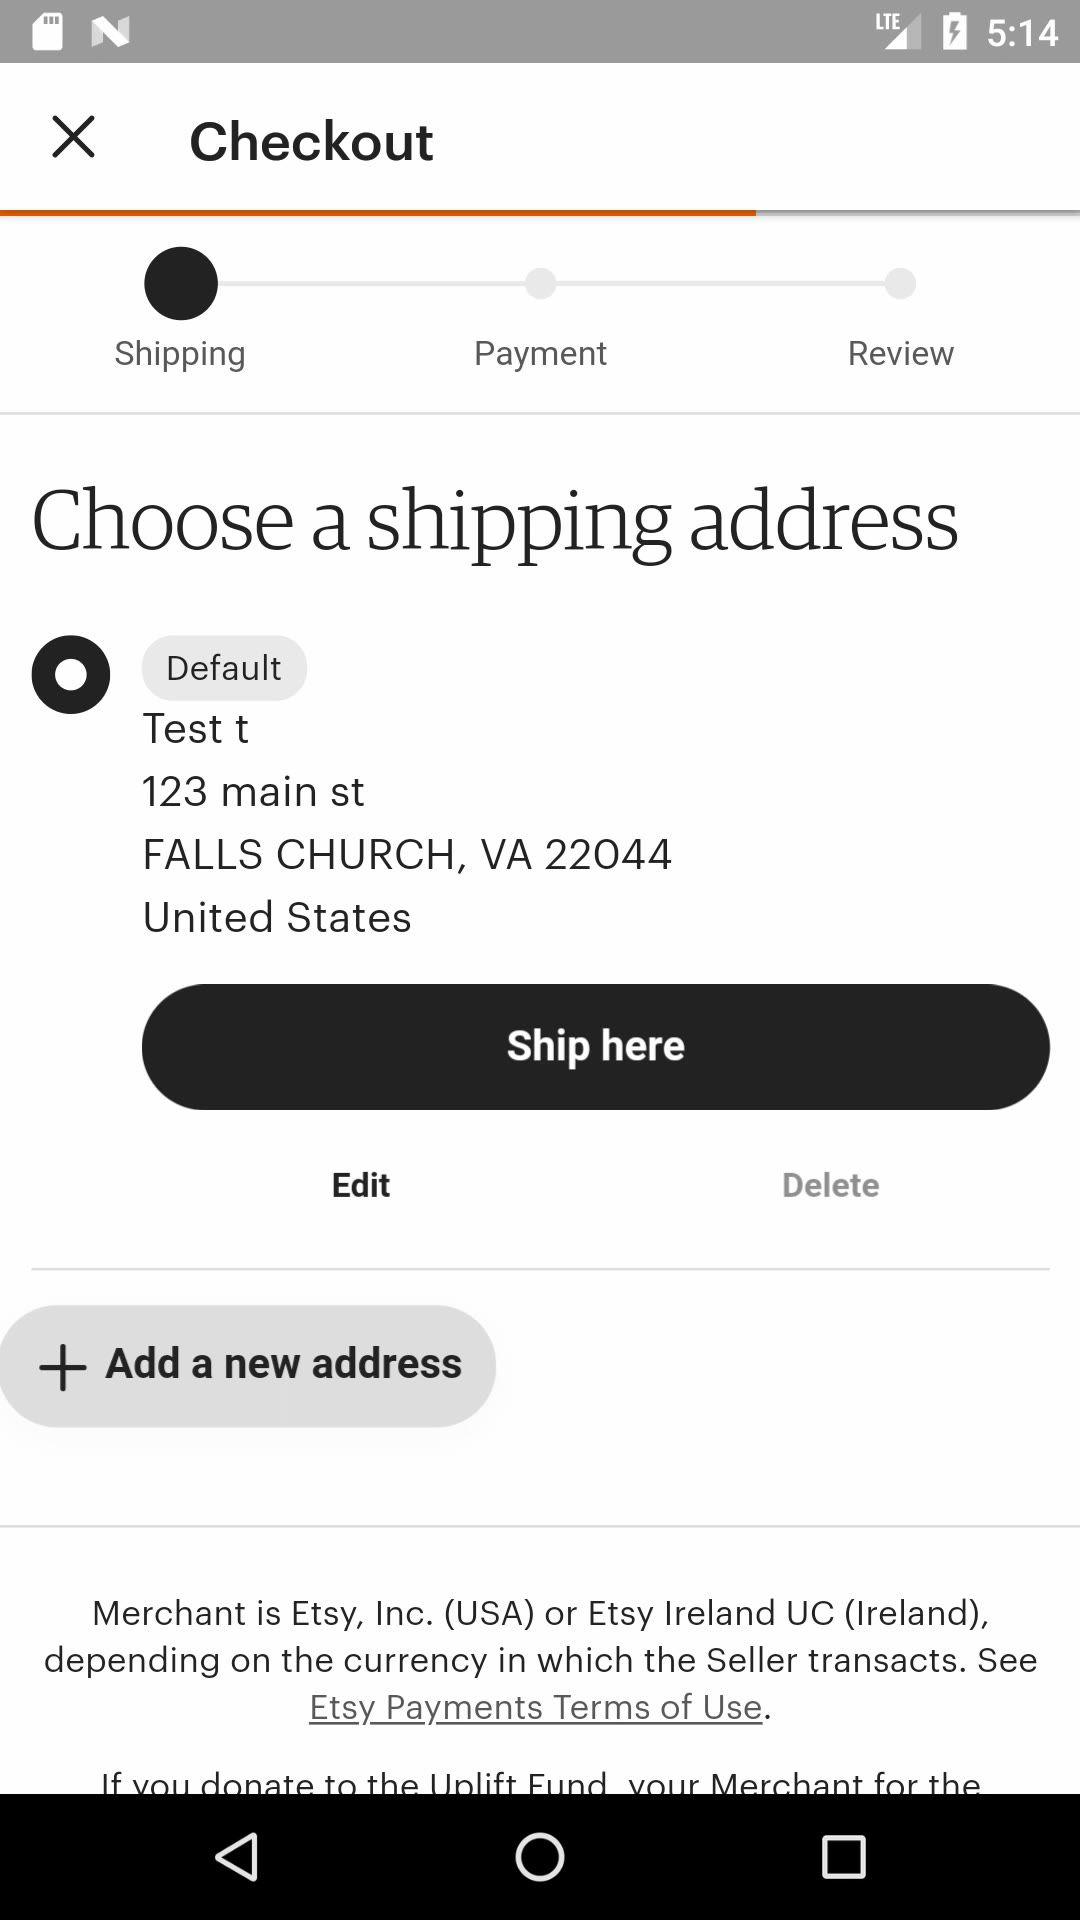 LTE 5:14
Checkout
Shipping Payment Review
Choose a shipping address
Default
Test t
123 main st
FALLS CHURCH, VA 22044
United States
Ship here
Edit Delete
Add a new address
Merchant is Etsy, Inc. (USA) or Etsy Ireland UC (Ireland),
depending on the currency in which the Seller transacts. See
Etsy Payments Terms of Use.
If you donate to the Uplift Fund, your Merchant for the